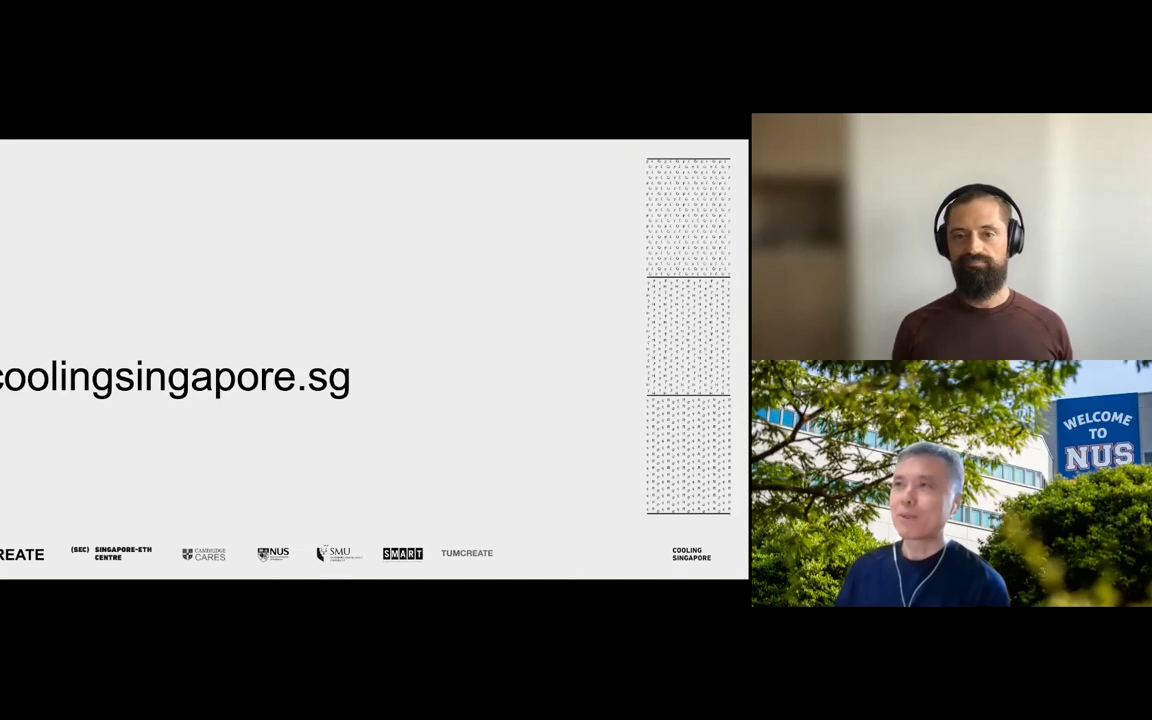 coolingsingapore.sg
REATE
(SEC) SINGAPORE-ETH
CENTRE
CAMBRIDGE
CARES
NUS
SMU
SMART
TUMCREATE
COOLING
SINGAPORE
WELCOME
TO
NUS